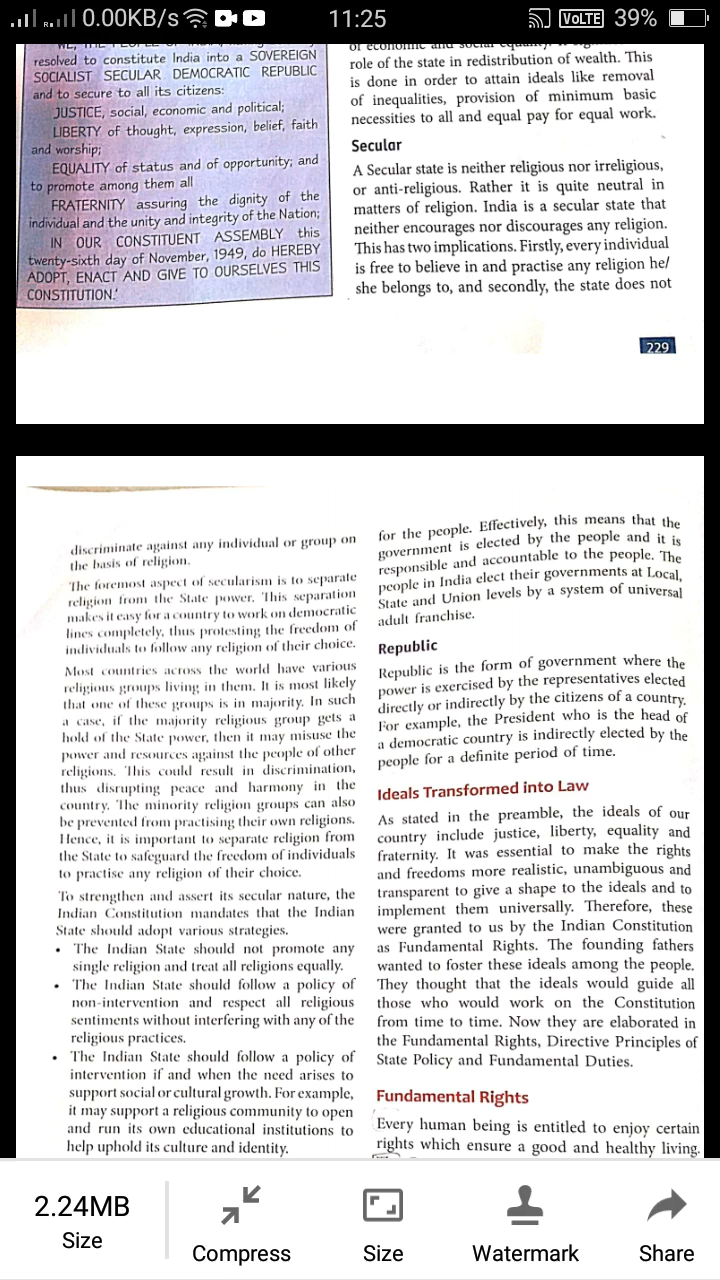 0.00KB/s
11:25
VoLTE 39%
resolved to constitute India into a SOVEREIGN
SOCIALIST SECULAR DEMOCRATIC REPUBLIC
and to secure to all its citizens:
JUSTICE, social, economic and political;
LIBERTY of thought, expression, belief, faith
and worship;
EQUALITY of status and of opportunity; and
to promote among them all
FRATERNITY assuring the dignity of the
individual and the unity and integrity of the Nation;
IN OUR CONSTITUENT ASSEMBLY this
twenty-sixth day of November, 1949, do HEREBY
ADOPT, ENACT AND GIVE TO OURSELVES THIS
CONSTITUTION.'
of economic and social equality.
role of the state in redistribution of wealth. This
is done in order to attain ideals like removal
of inequalities, provision of minimum basic
necessities to all and equal pay for equal work.
Secular
A Secular state is neither religious nor irreligious,
or anti-religious. Rather it is quite neutral in
matters of religion. India is a secular state that
neither encourages nor discourages any religion.
This has two implications. Firstly, every individual
is free to believe in and practise any religion he/
she belongs to, and secondly, the state does not
229
discriminate against any individual or group on
the basis of religion.
The foremost aspect of secularism is to separate
religion from the State power. This separation
makes it easy for a country to work on democratic
lines completely, thus protesting the freedom of
individuals to follow any religion of their choice.
Most countries across the world have various
religious groups living in them. It is most likely
that one of these groups is in majority. In such
a case, if the majority religious group gets a
hold of the State power, then it may misuse the
power and resources against the people of other
religions. This could result in discrimination,
thus disrupting peace and harmony in the
country. The minority religion groups can also
be prevented from practising their own religions.
Hence, it is important to separate religion from
the State to safeguard the freedom of individuals
to practise any religion of their choice.
To strengthen and assert its secular nature, the
Indian Constitution mandates that the Indian
State should adopt various strategies.
• The Indian State should not promote any
single religion and treat all religions equally.
• The Indian State should follow a policy of
non-intervention and respect all religious
sentiments without interfering with any of the
religious practices.
• The Indian State should follow a policy of
intervention if and when the need arises to
support social or cultural growth. For example,
it may support a religious community to open
and run its own educational institutions to
help uphold its culture and identity.
for the people. Effectively, this means that the
government is elected by the people and it is
responsible and accountable to the people. The
people in India elect their governments at Local,
State and Union levels by a system of universal
adult franchise.
Republic
Republic is the form of government where the
power is exercised by the representatives elected
directly or indirectly by the citizens of a country.
For example, the President who is the head of
a democratic country is indirectly elected by the
people for a definite period of time.
Ideals Transformed into Law
As stated in the preamble, the ideals of our
country include justice, liberty, equality and
fraternity. It was essential to make the rights
and freedoms more realistic, unambiguous and
transparent to give a shape to the ideals and to
implement them universally. Therefore, these
were granted to us by the Indian Constitution
as Fundamental Rights. The founding fathers
wanted to foster these ideals among the people.
They thought that the ideals would guide all
those who would work on the Constitution
from time to time. Now they are elaborated in
the Fundamental Rights, Directive Principles of
State Policy and Fundamental Duties.
Fundamental Rights
Every human being is entitled to enjoy certain
rights which ensure a good and healthy living.
2.24MB
Size
Compress
Size
Watermark
Share